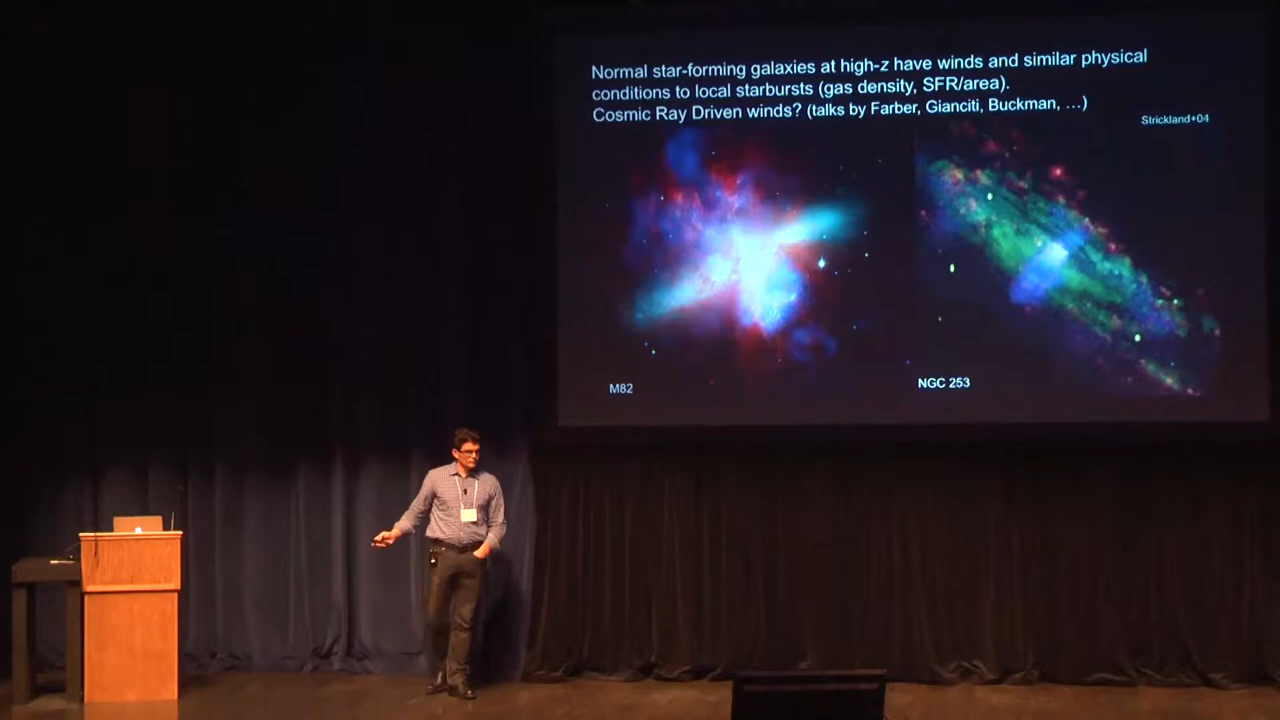 Normal star-forming galaxies at high-z have winds and similar physical
conditions to local starbursts (gas density, SFR/area).
Cosmic Ray Driven winds? (talks by Farber, Gianciti, Buckman, …)
Strickland+04
M82
NGC 253